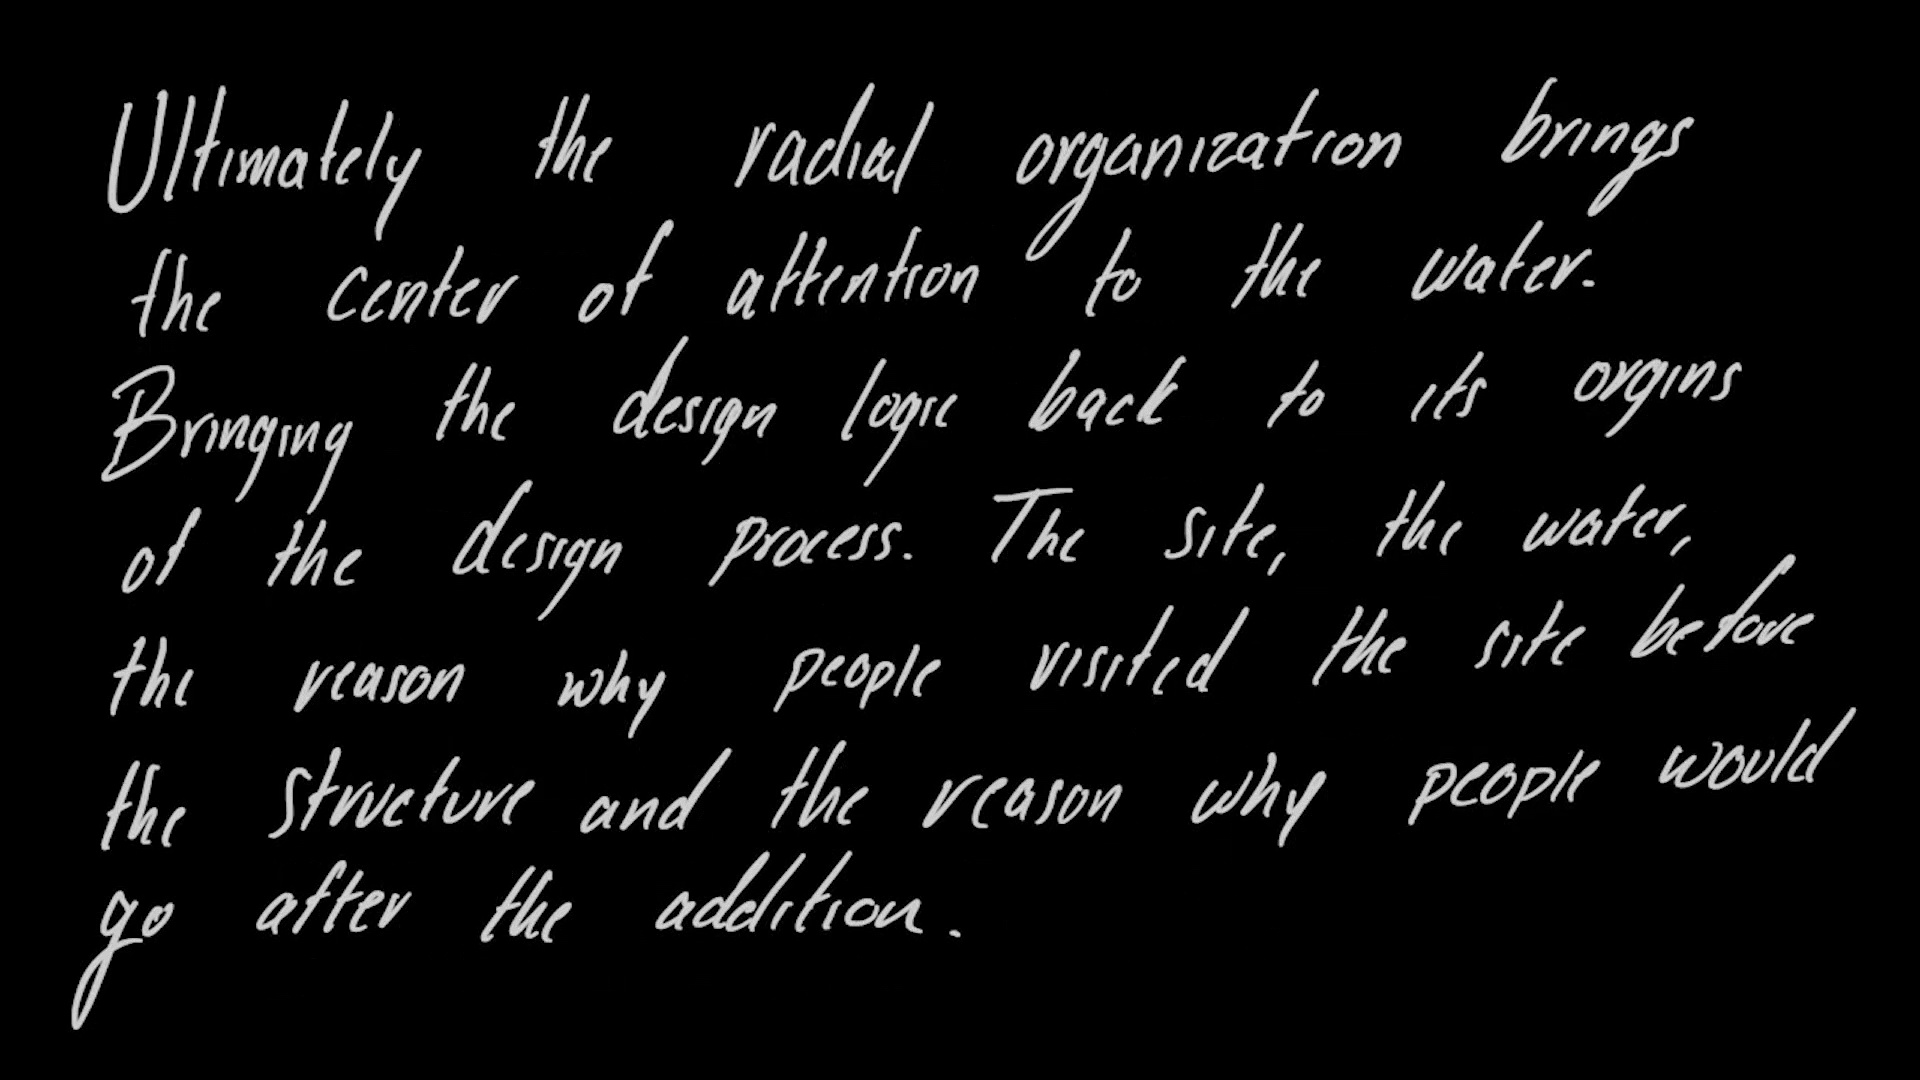 Ultimately the radial organization brings
the center of attention to the water.
Bringing the design logic back to its orgins
of the design process. The site, the water,
the reason why people visited the site before
the structure and the reason why people would
go after the addition.